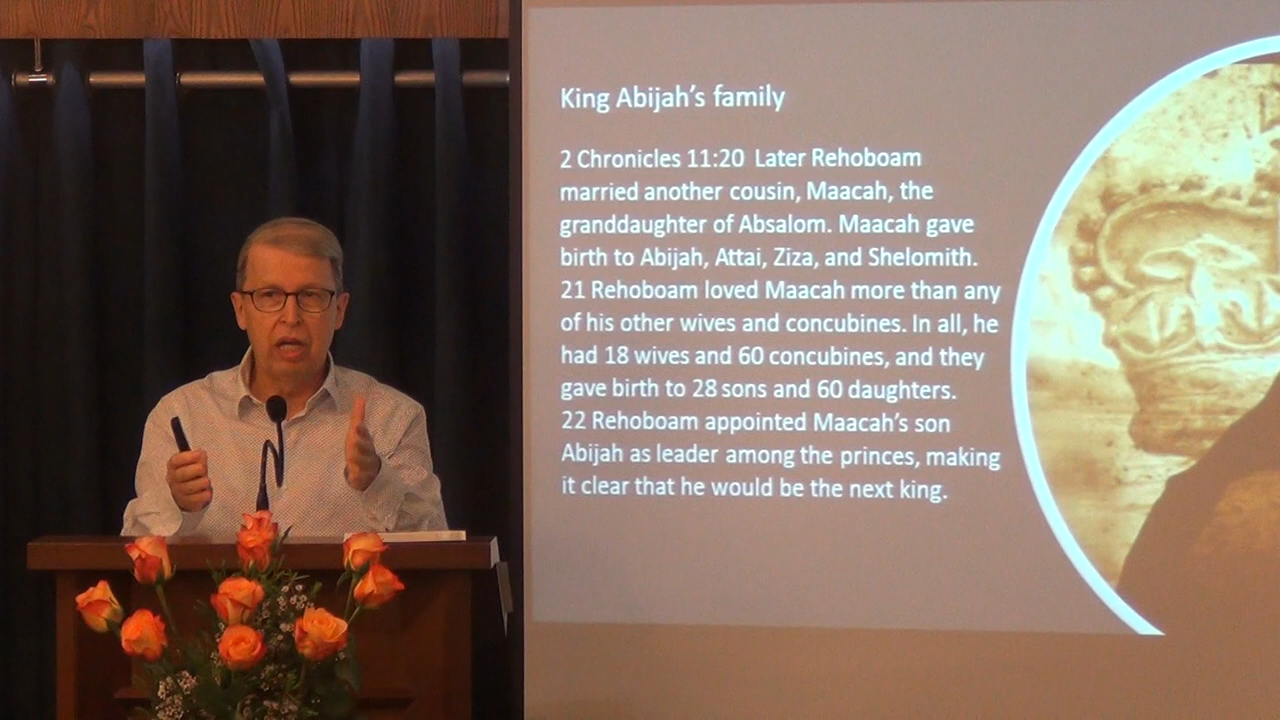 King Abijah's family
2 Chronicles 11:20  Later Rehoboam
married another cousin, Maacah, the
granddaughter of Absalom. Maacah gave
birth to Abijah, Attai, Ziza, and Shelomith.
21 Rehoboam loved Maacah more than any
of his other wives and concubines. In all, he
had 18 wives and 60 concubines, and they
gave birth to 28 sons and 60 daughters.
22 Rehoboam appointed Maacah's son
Abijah as leader among the princes, making
it clear that he would be the next king.